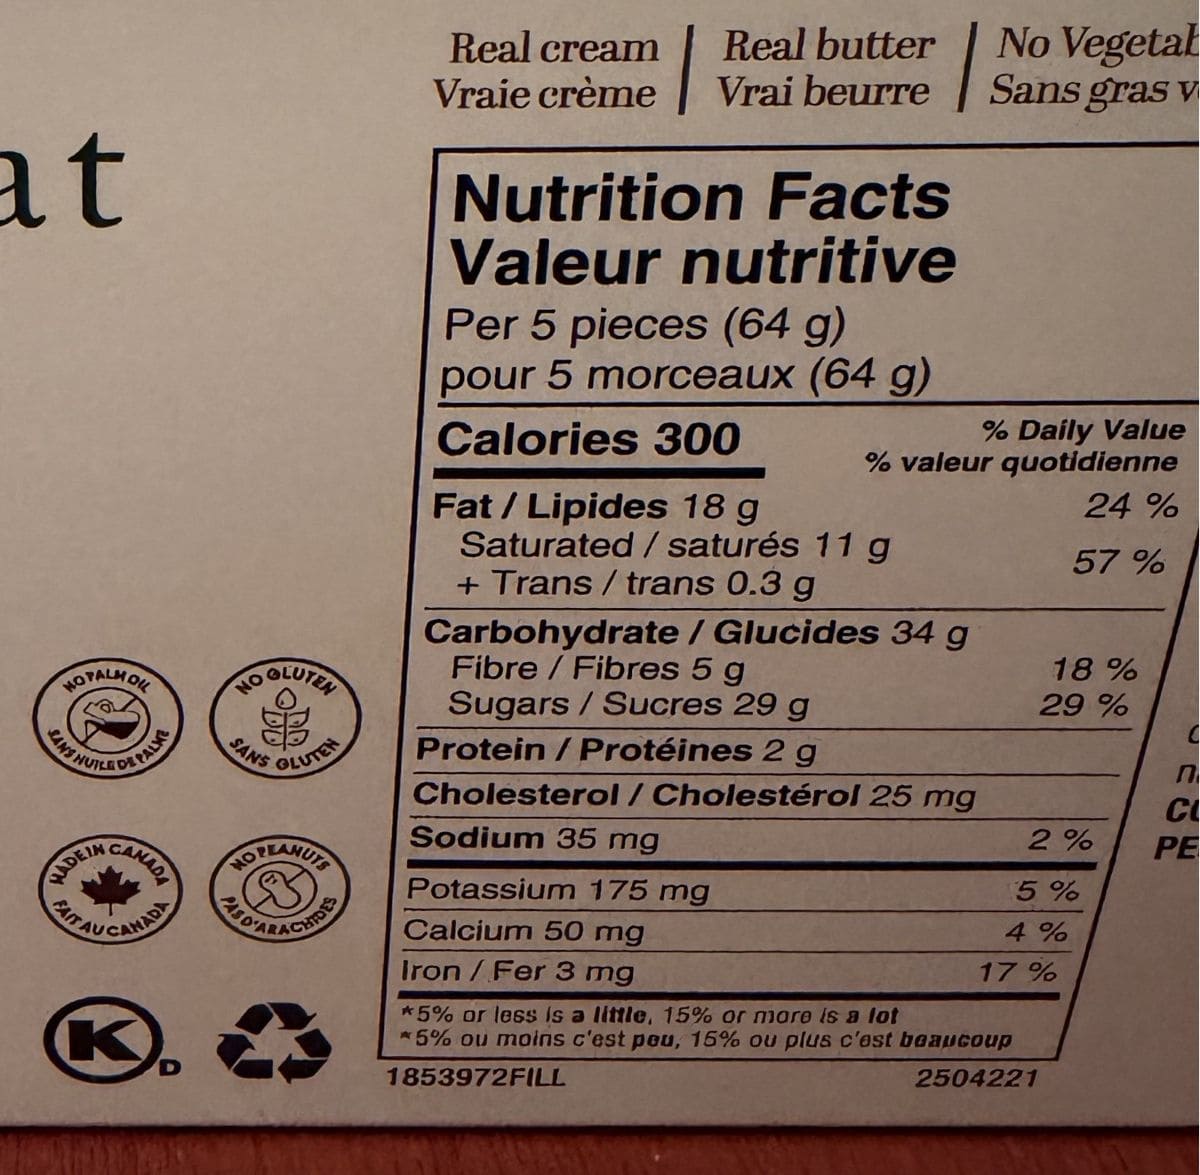 Real cream | Real butter | No Vegetab
Vraie crème | Vrai beurre | Sans gras v
at
Nutrition Facts
Valeur nutritive
Per 5 pieces (64 g)
pour 5 morceaux (64 g)
Calories 300
% Daily Value
% valeur quotidienne
Fat / Lipides 18 g 24 %
Saturated / saturés 11 g
+ Trans / trans 0.3 g 57 %
Carbohydrate / Glucides 34 g
Fibre / Fibres 5 g 18 %
Sugars / Sucres 29 g 29 %
Protein / Protéines 2 g
Cholesterol / Cholestérol 25 mg
Sodium 35 mg 2 %
Potassium 175 mg 5 %
Calcium 50 mg 4 %
Iron / Fer 3 mg 17 %
*5% or less is a little, 15% or more is a lot
*5% ou moins c'est peu, 15% ou plus c'est beaucoup
1853972FILL 2504221
NO PALM OIL
SANS HUILE DE PALME
NO GLUTEN
SANS GLUTEN
MADE IN CANADA
FAIT AU CANADA
NO PEANUTS
PAS D'ARACHIDES
K D
CU
PE